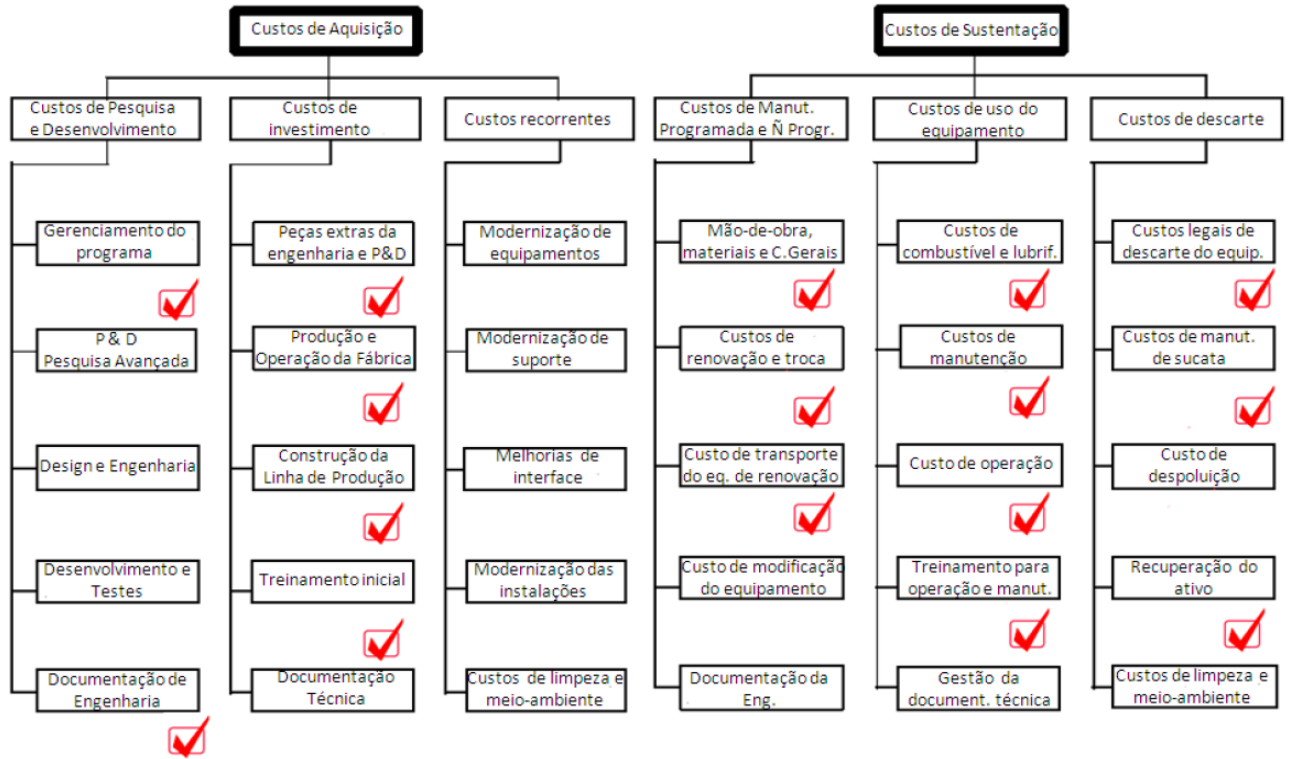 Custos de Aquisição
Custos de Sustentação
Custos de Pesquisa
e Desenvolvimento
Custos de
investimento
Custos recorrentes
Custos de Manut.
Programada e Ñ Progr.
Custos de uso do
equipamento
Custos de descarte
Gerenciamento do
programa
Peças extras da
engenharia e P&D
Modernização de
equipamentos
Mão-de-obra,
materiais e C.Gerais
Custos de
combustível e lubrif.
Custos legais de
descarte do equip.
P & D
Pesquisa Avançada
Produção e
Operação da Fábrica
Modernização de
suporte
Custos de
renovação e troca
Custos de
manutenção
Custos de manut.
de sucata
Design e Engenharia
Construção da
Linha de Produção
Melhorias de
interface
Custo de transporte
do eq. de renovação
Custo de operação
Custo de
despoluição
Desenvolvimento e
Testes
Treinamento inicial
Modernização das
instalações
Custo de modificação
do equipamento
Treinamento para
operação e manut.
Recuperação do
ativo
Documentação de
Engenharia
Documentação
Técnica
Custos de limpeza e
meio-ambiente
Documentação da
Eng.
Gestão da
document. técnica
Custos de limpeza e
meio-ambiente